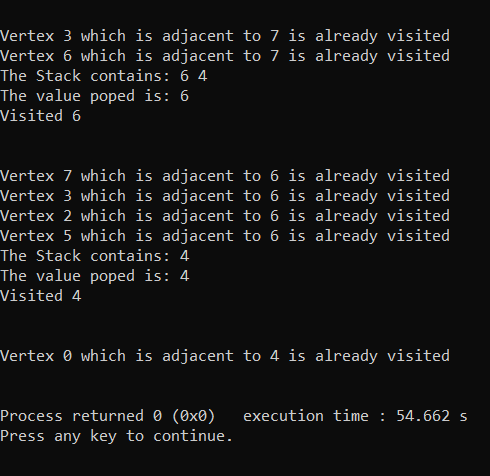 Vertex 3 which is adjacent to 7 is already visited
Vertex 6 which is adjacent to 7 is already visited
The Stack contains: 6 4
The value poped is: 6
Visited 6
Vertex 7 which is adjacent to 6 is already visited
Vertex 3 which is adjacent to 6 is already visited
Vertex 2 which is adjacent to 6 is already visited
Vertex 5 which is adjacent to 6 is already visited
The Stack contains: 4
The value poped is: 4
Visited 4
Vertex 0 which is adjacent to 4 is already visited
Process returned 0 (0x0)   execution time : 54.662 s
Press any key to continue.